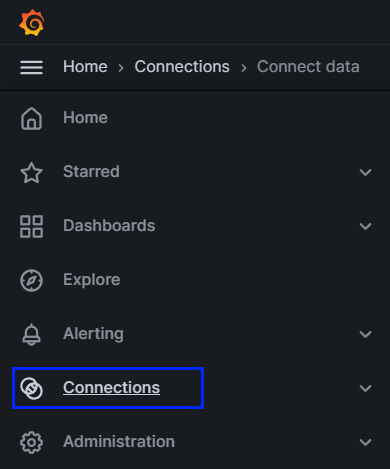 Home › Connections › Connect data
Home
Starred
Dashboards
Explore
Alerting
Connections
Administration